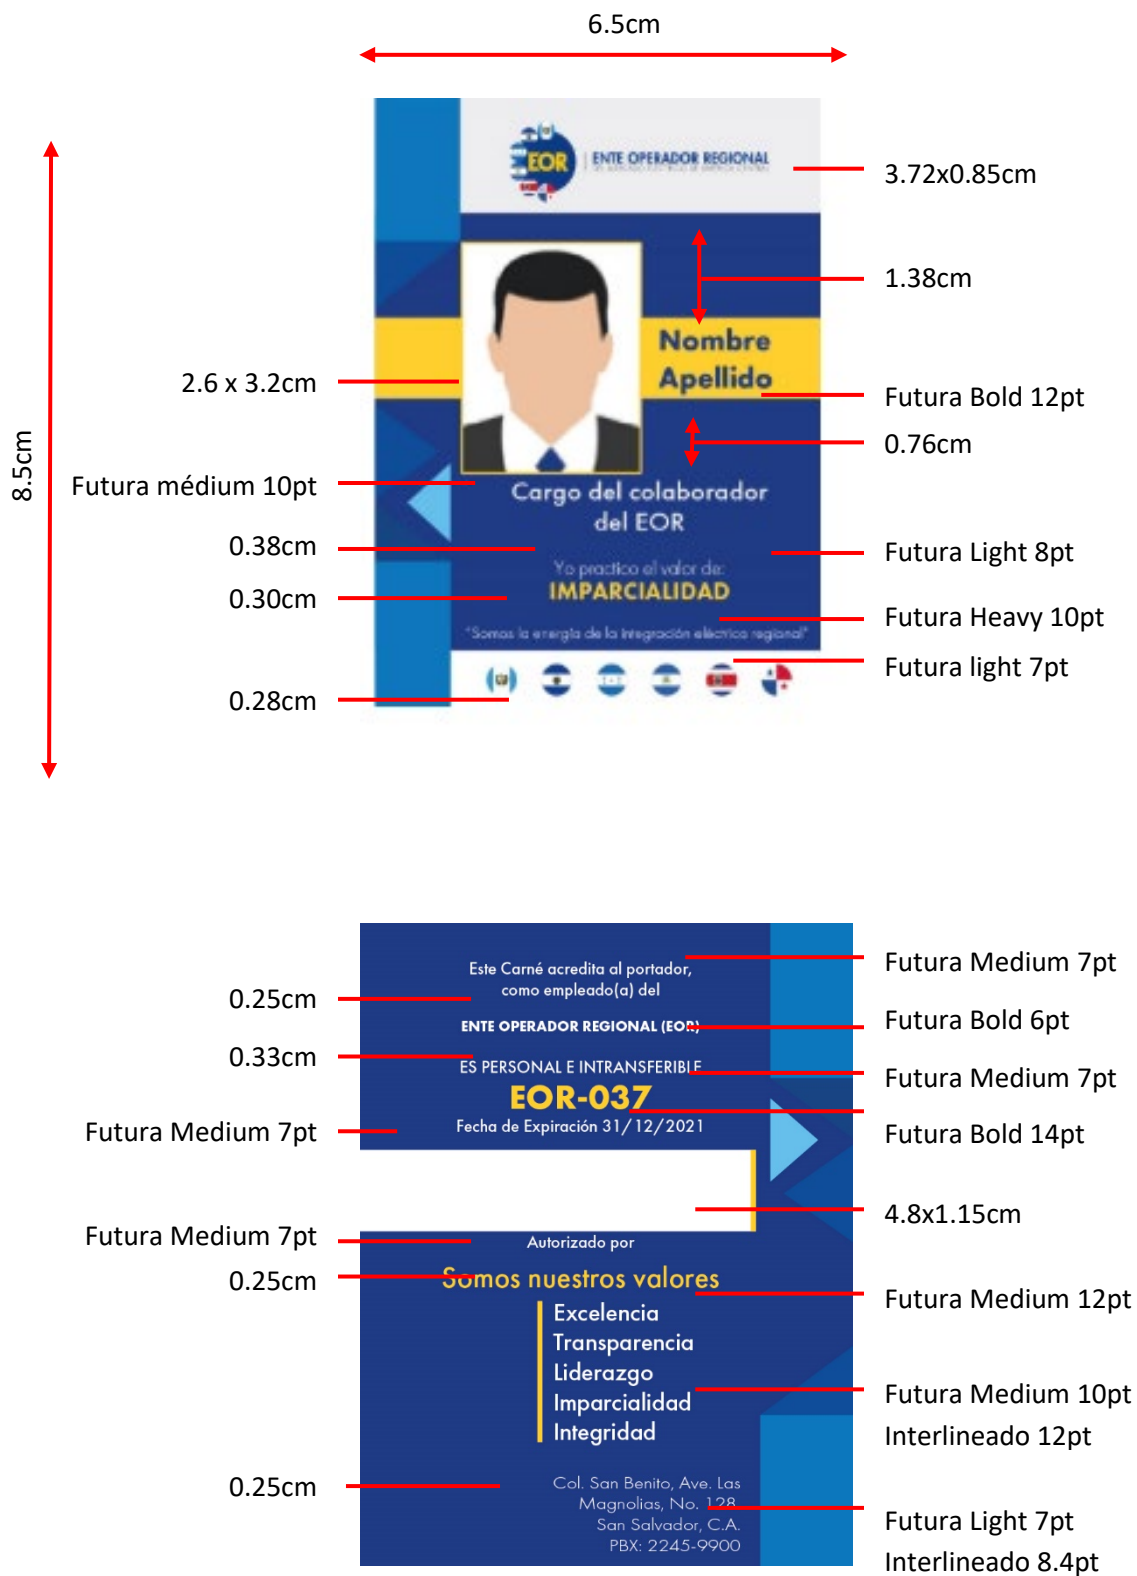 6.5cm
8.5cm
EOR
ENTE OPERADOR REGIONAL
3.72x0.85cm
1.38cm
Nombre
Apellido
2.6 x 3.2cm
Futura Bold 12pt
0.76cm
Futura médium 10pt
Cargo del colaborador
del EOR
0.38cm
Futura Light 8pt
Yo practico el valor de:
IMPARCIALIDAD
0.30cm
Futura Heavy 10pt
"Somos la energía de la integración eléctrica regional"
Futura light 7pt
0.28cm
Este Carné acredita al portador,
como empleado(a) del
Futura Medium 7pt
0.25cm
ENTE OPERADOR REGIONAL (EOR)
Futura Bold 6pt
0.33cm
ES PERSONAL E INTRANSFERIBLE
Futura Medium 7pt
EOR-037
Fecha de Expiración 31/12/2021
Futura Medium 7pt
Futura Bold 14pt
4.8x1.15cm
Futura Medium 7pt
Autorizado por
0.25cm
Somos nuestros valores
Futura Medium 12pt
Excelencia
Transparencia
Liderazgo
Imparcialidad
Integridad
Futura Medium 10pt
Interlineado 12pt
0.25cm
Col. San Benito, Ave. Las
Magnolias, No. 128,
San Salvador, C.A.
PBX: 2245-9900
Futura Light 7pt
Interlineado 8.4pt